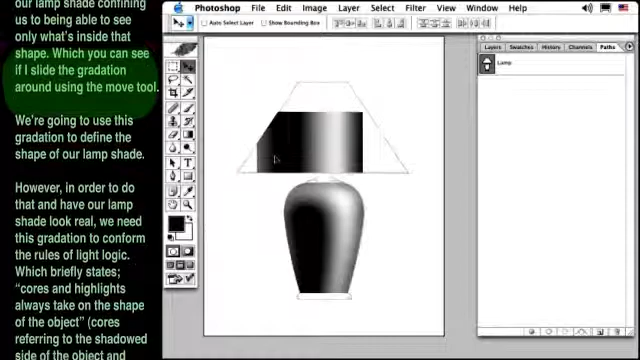 our lamp shade confining
us to being able to see
only what's inside that
shape. Which you can see
if I slide the gradation
around using the move tool.
We're going to use this
gradation to define the
shape of our lamp shade.
However, in order to do
that and have our lamp
shade look real, we need
this gradation to conform
the rules of light logic.
Which briefly states;
"cores and highlights
always take on the shape
of the object" (cores
referring to the shadowed
side of the object and
Photoshop File Edit Image Layer Select Filter View Window Help
Auto Select Layer Show Bounding Box
Layers Swatches History Channels Paths
Lamp